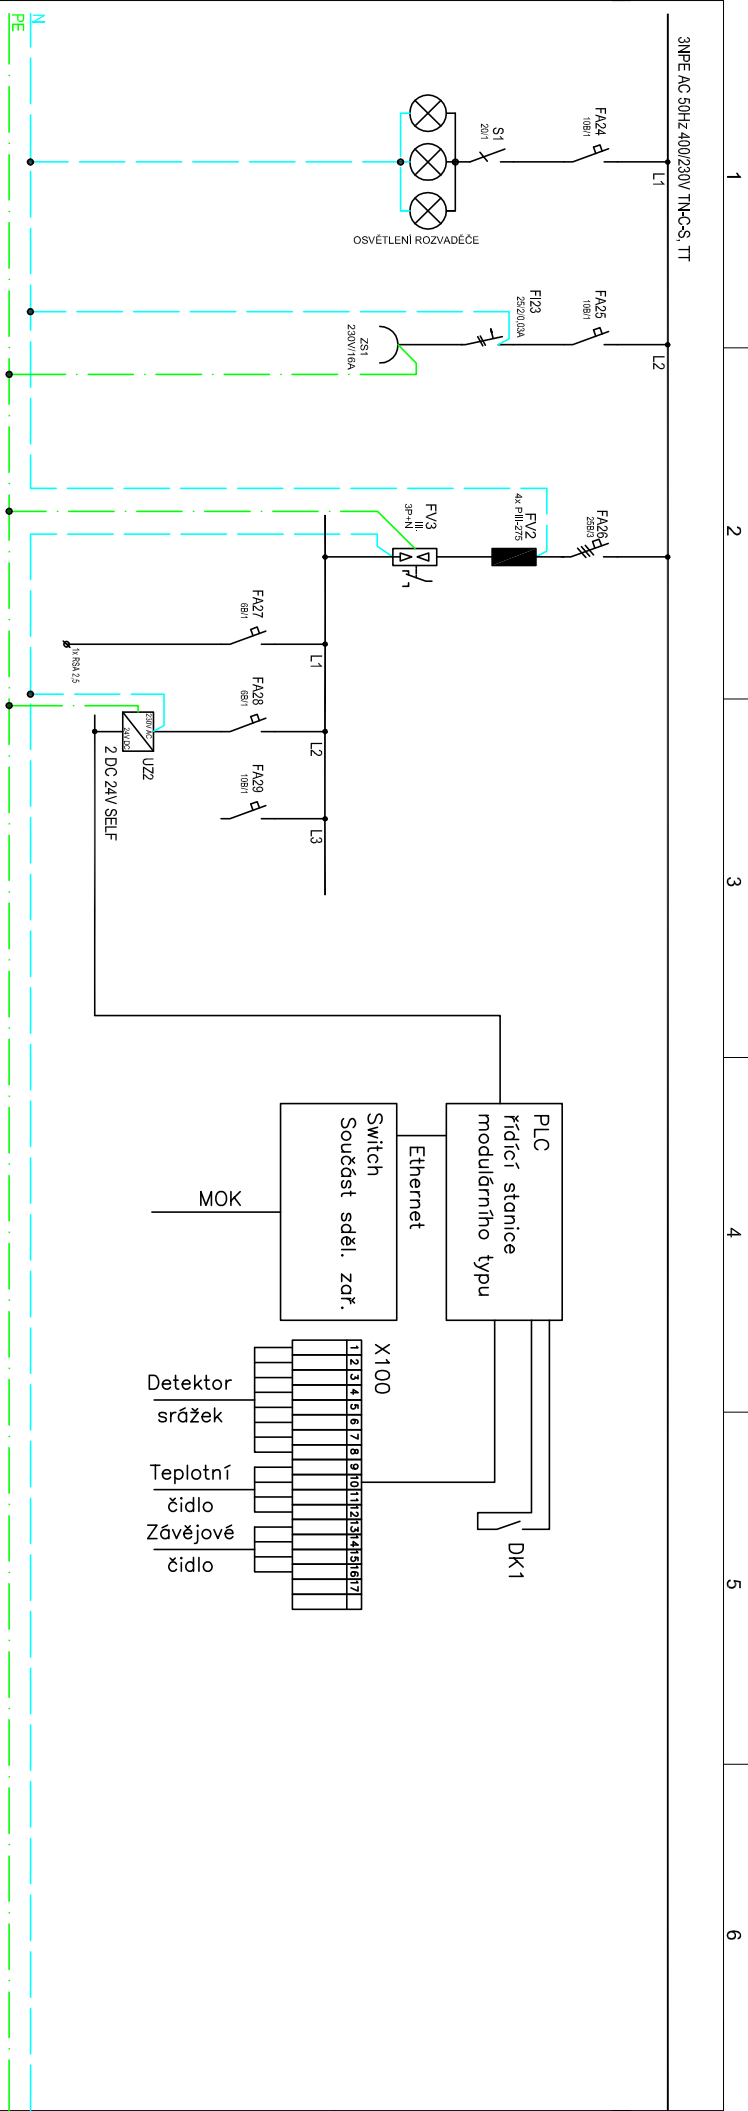 1
2
3
4
5
6
3NPE AC 50Hz 400/230V TN-C-S, TT
L1
FA24
10B/1
S1
20/1
OSVĚTLENÍ ROZVADĚČE
L2
FA25
10B/1
FI23
25/2/0,03A
ZS1
230V/16A
FA26
25B/3
FV2
4x PIII-275
FV3
III.
3P+N
L1
FA27
6B/1
1x RSA 2,5
L2
FA28
6B/1
UZ2
230V AC
24V DC
2 DC 24V SELF
L3
FA29
10B/1
PLC
řídící stanice
modulárního typu
Ethernet
Switch
Součást sděl. zař.
MOK
DK1
X100
1 2 3 4 5 6 7 8 9 10 11 12 13 14 15 16 17
Detektor
srážek
Teplotní
čidlo
Závějové
čidlo
N
PE